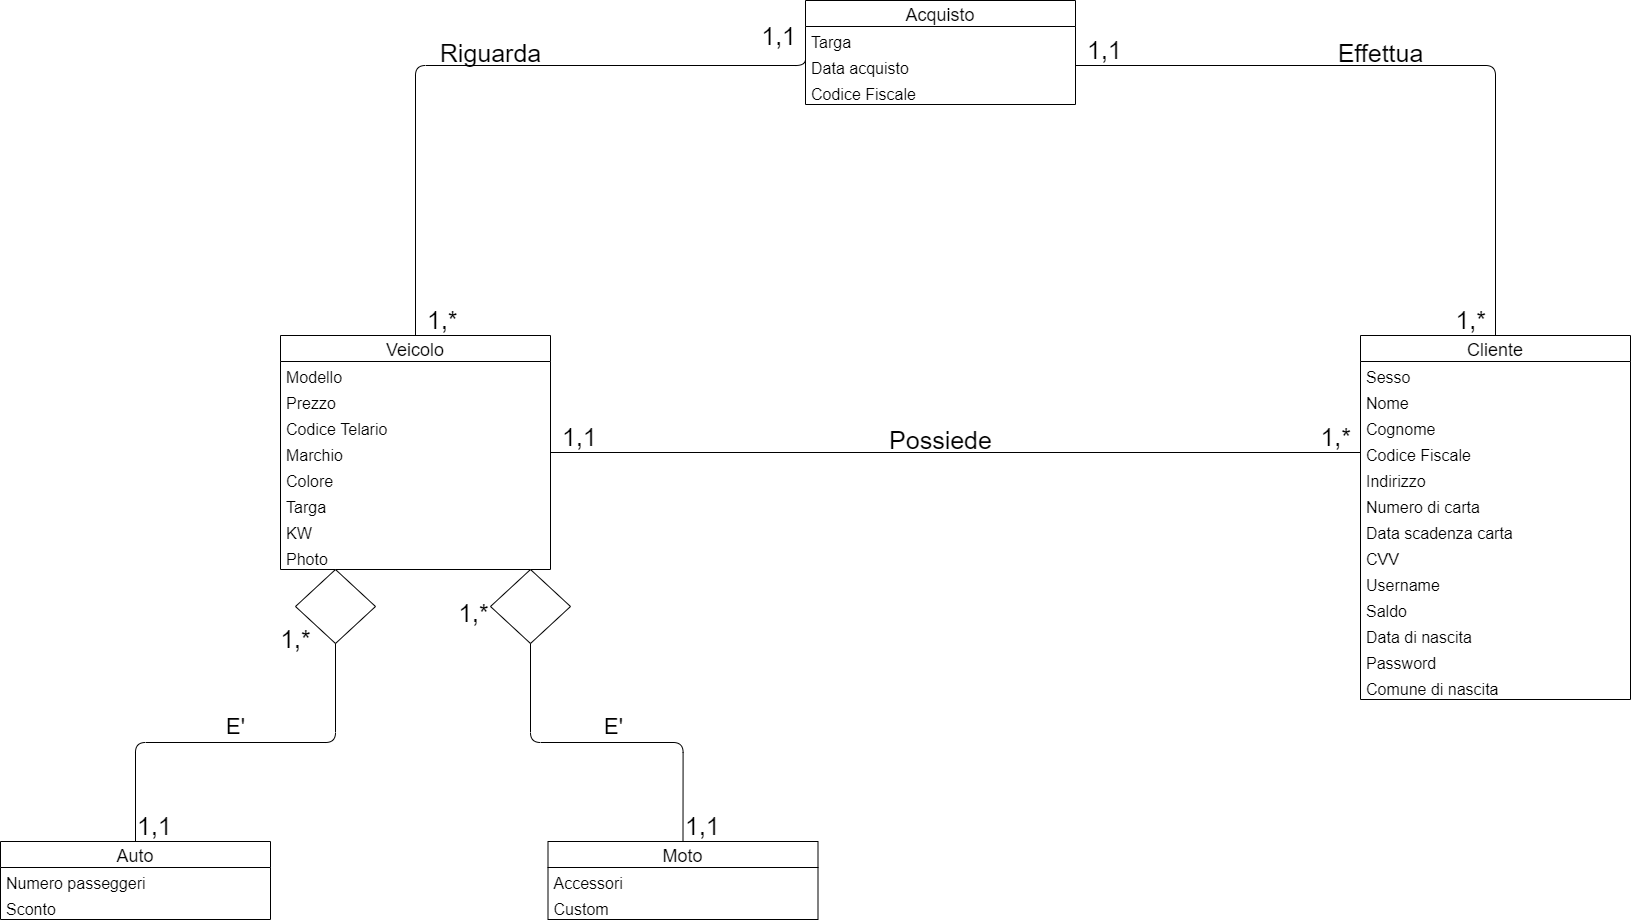 Acquisto
Targa
Data acquisto
Codice Fiscale
Riguarda
1,1
1,1
Effettua
1,*
1,*
Veicolo
Modello
Prezzo
Codice Telario
Marchio
Colore
Targa
KW
Photo
1,1
Possiede
1,*
Cliente
Sesso
Nome
Cognome
Codice Fiscale
Indirizzo
Numero di carta
Data scadenza carta
CVV
Username
Saldo
Data di nascita
Password
Comune di nascita
1,*
1,*
E'
E'
1,1
1,1
Auto
Numero passeggeri
Sconto
Moto
Accessori
Custom